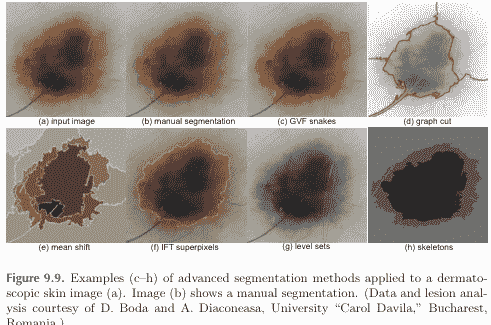 (a) input image (b) manual segmentation (c) GVF snakes (d) graph cut
(e) mean shift (f) IFT superpixels (g) level sets (h) skeletons
Figure 9.9. Examples (c–h) of advanced segmentation methods applied to a dermato-
scopic skin image (a). Image (b) shows a manual segmentation. (Data and lesion anal-
ysis courtesy of D. Boda and A. Diaconeasa, University “Carol Davila,” Bucharest,
Romania.)